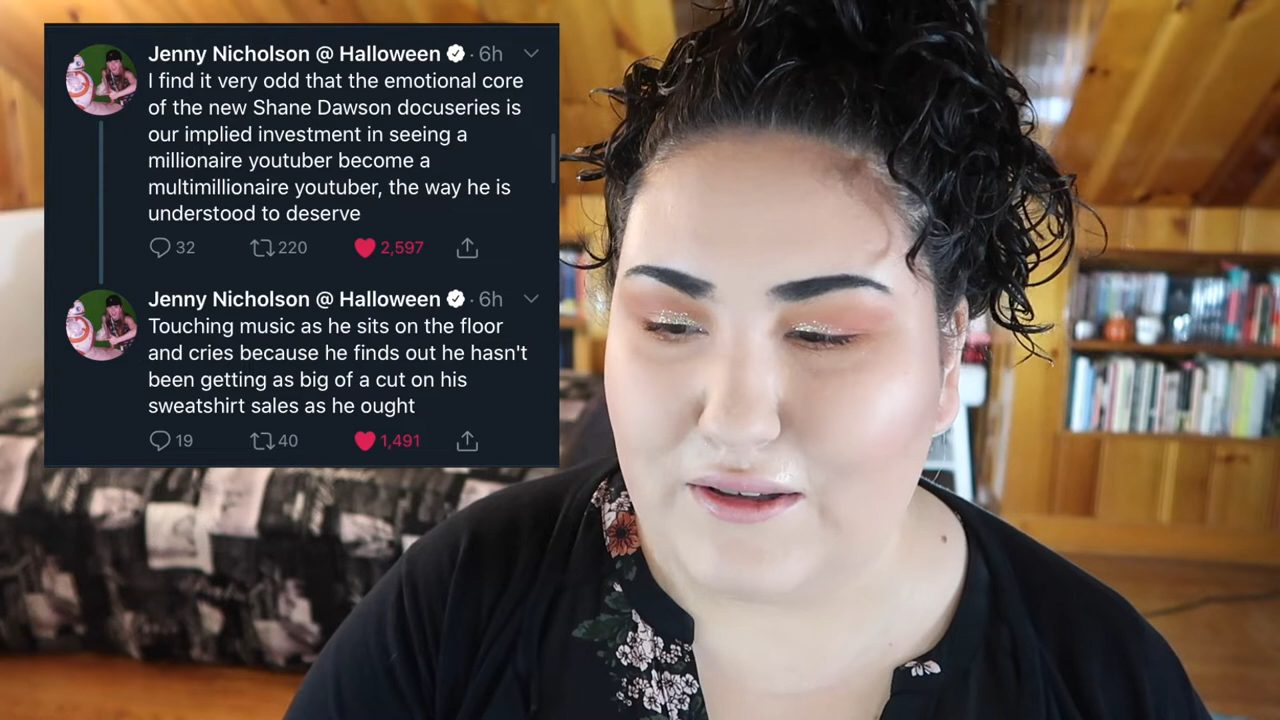 Jenny Nicholson @ Halloween · 6h
I find it very odd that the emotional core
of the new Shane Dawson docuseries is
our implied investment in seeing a
millionaire youtuber become a
multimillionaire youtuber, the way he is
understood to deserve
32 220 2,597
Jenny Nicholson @ Halloween · 6h
Touching music as he sits on the floor
and cries because he finds out he hasn't
been getting as big of a cut on his
sweatshirt sales as he ought
19 40 1,491